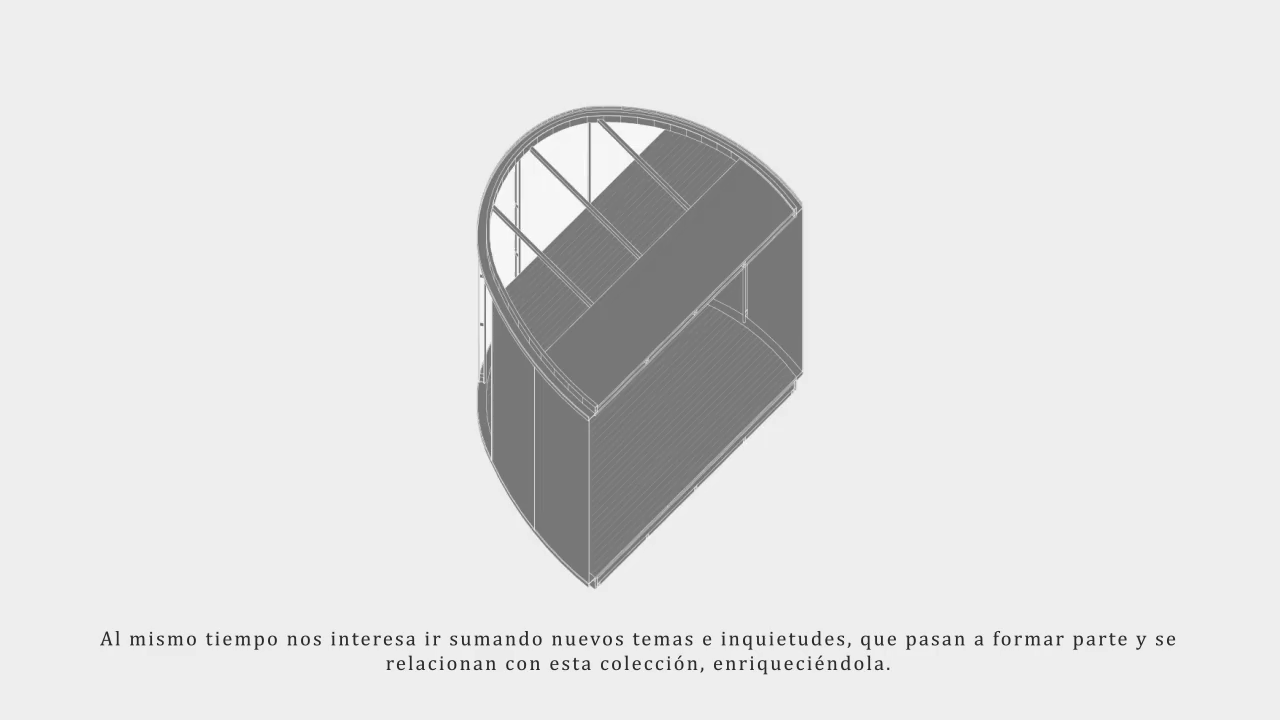 Al mismo tiempo nos interesa ir sumando nuevos temas e inquietudes, que pasan a formar parte y se
relacionan con esta colección, enriqueciéndola.